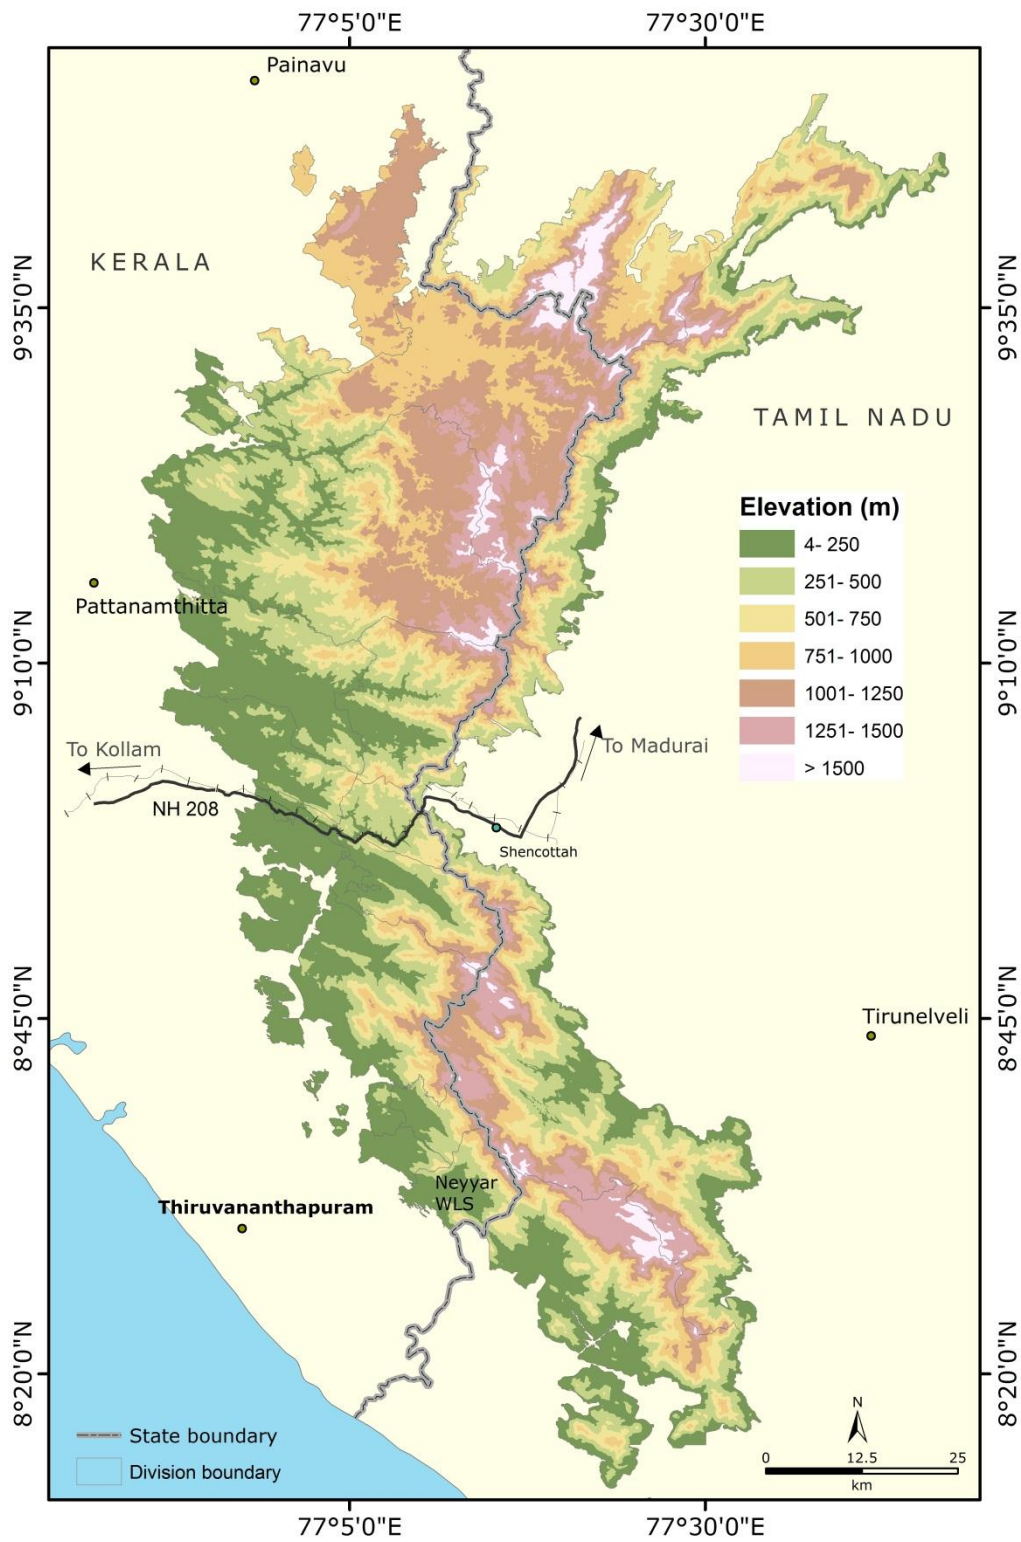 77°5'0"E
77°30'0"E
Painavu
KERALA
9°35'0"N
9°35'0"N
TAMIL NADU
Elevation (m)
4- 250
251- 500
501- 750
751- 1000
1001- 1250
1251- 1500
> 1500
Pattanamthitta
9°10'0"N
9°10'0"N
To Kollam
To Madurai
NH 208
Shencottah
8°45'0"N
Tirunelveli
8°45'0"N
Neyyar
WLS
Thiruvananthapuram
8°20'0"N
8°20'0"N
State boundary
Division boundary
N
0 12.5 25
km
77°5'0"E
77°30'0"E